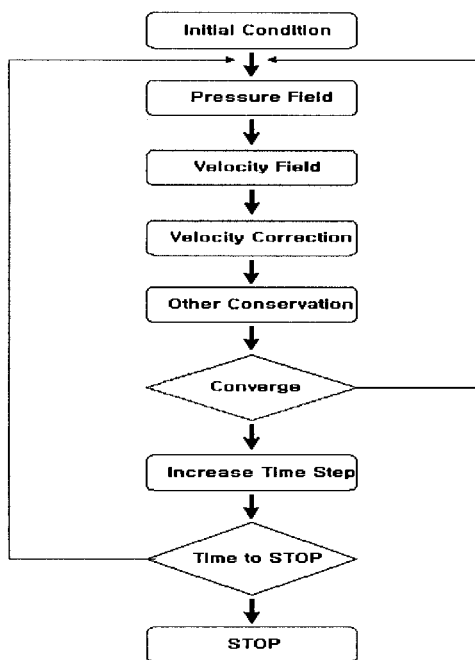 Initial Condition
Pressure Field
Velocity Field
Velocity Correction
Other Conservation
Converge
Increase Time Step
Time to STOP
STOP